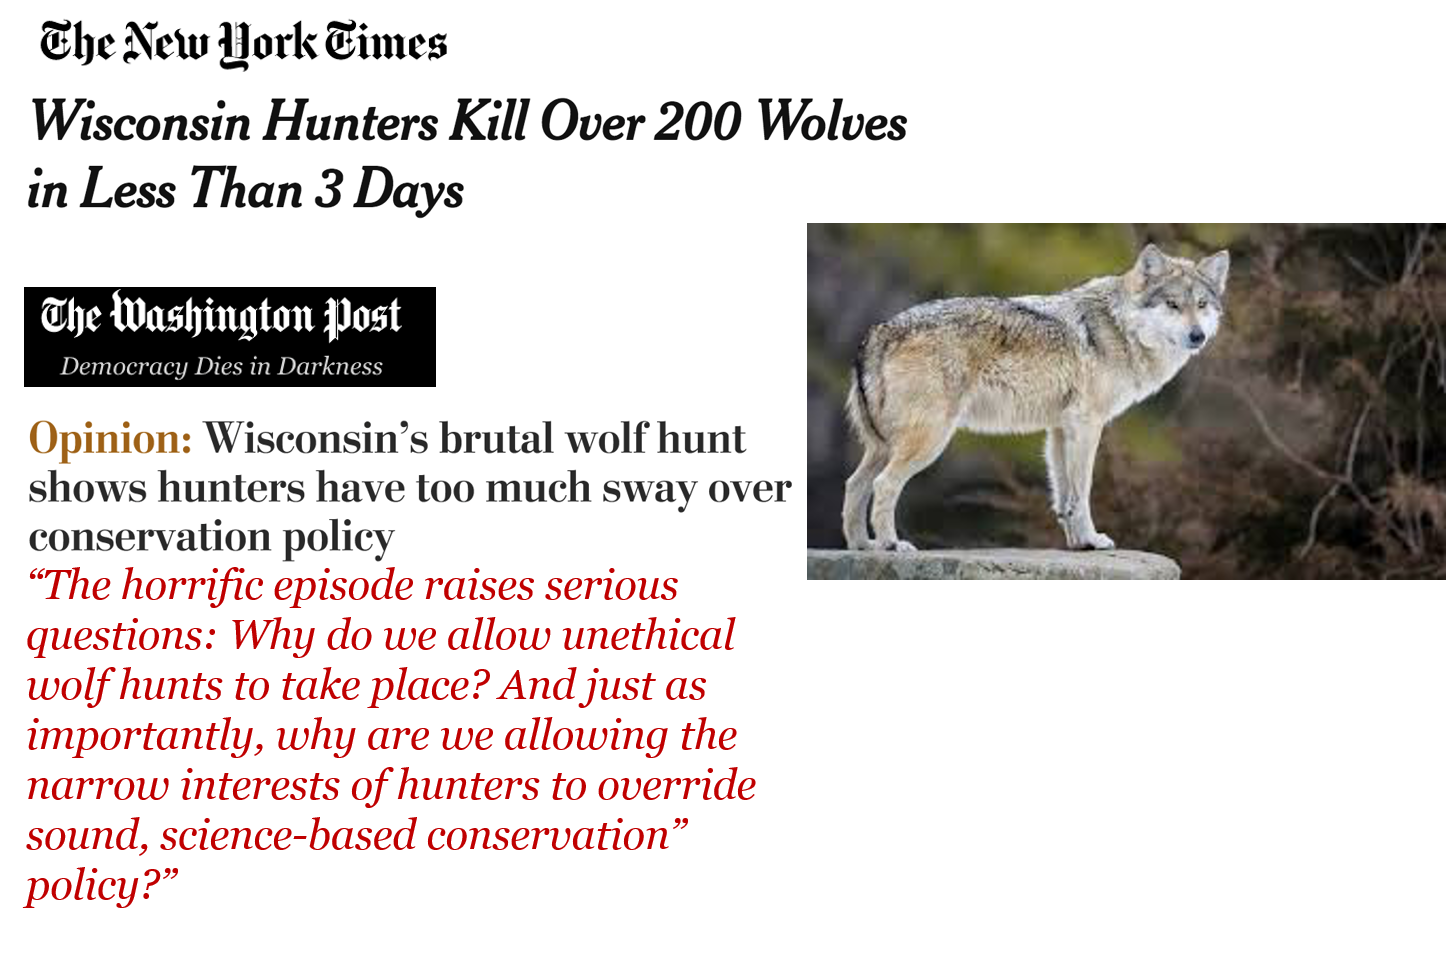 The New York Times
Wisconsin Hunters Kill Over 200 Wolves
in Less Than 3 Days
The Washington Post
Democracy Dies in Darkness
Opinion: Wisconsin’s brutal wolf hunt
shows hunters have too much sway over
conservation policy
“The horrific episode raises serious
questions: Why do we allow unethical
wolf hunts to take place? And just as
importantly, why are we allowing the
narrow interests of hunters to override
sound, science-based conservation”
policy?”